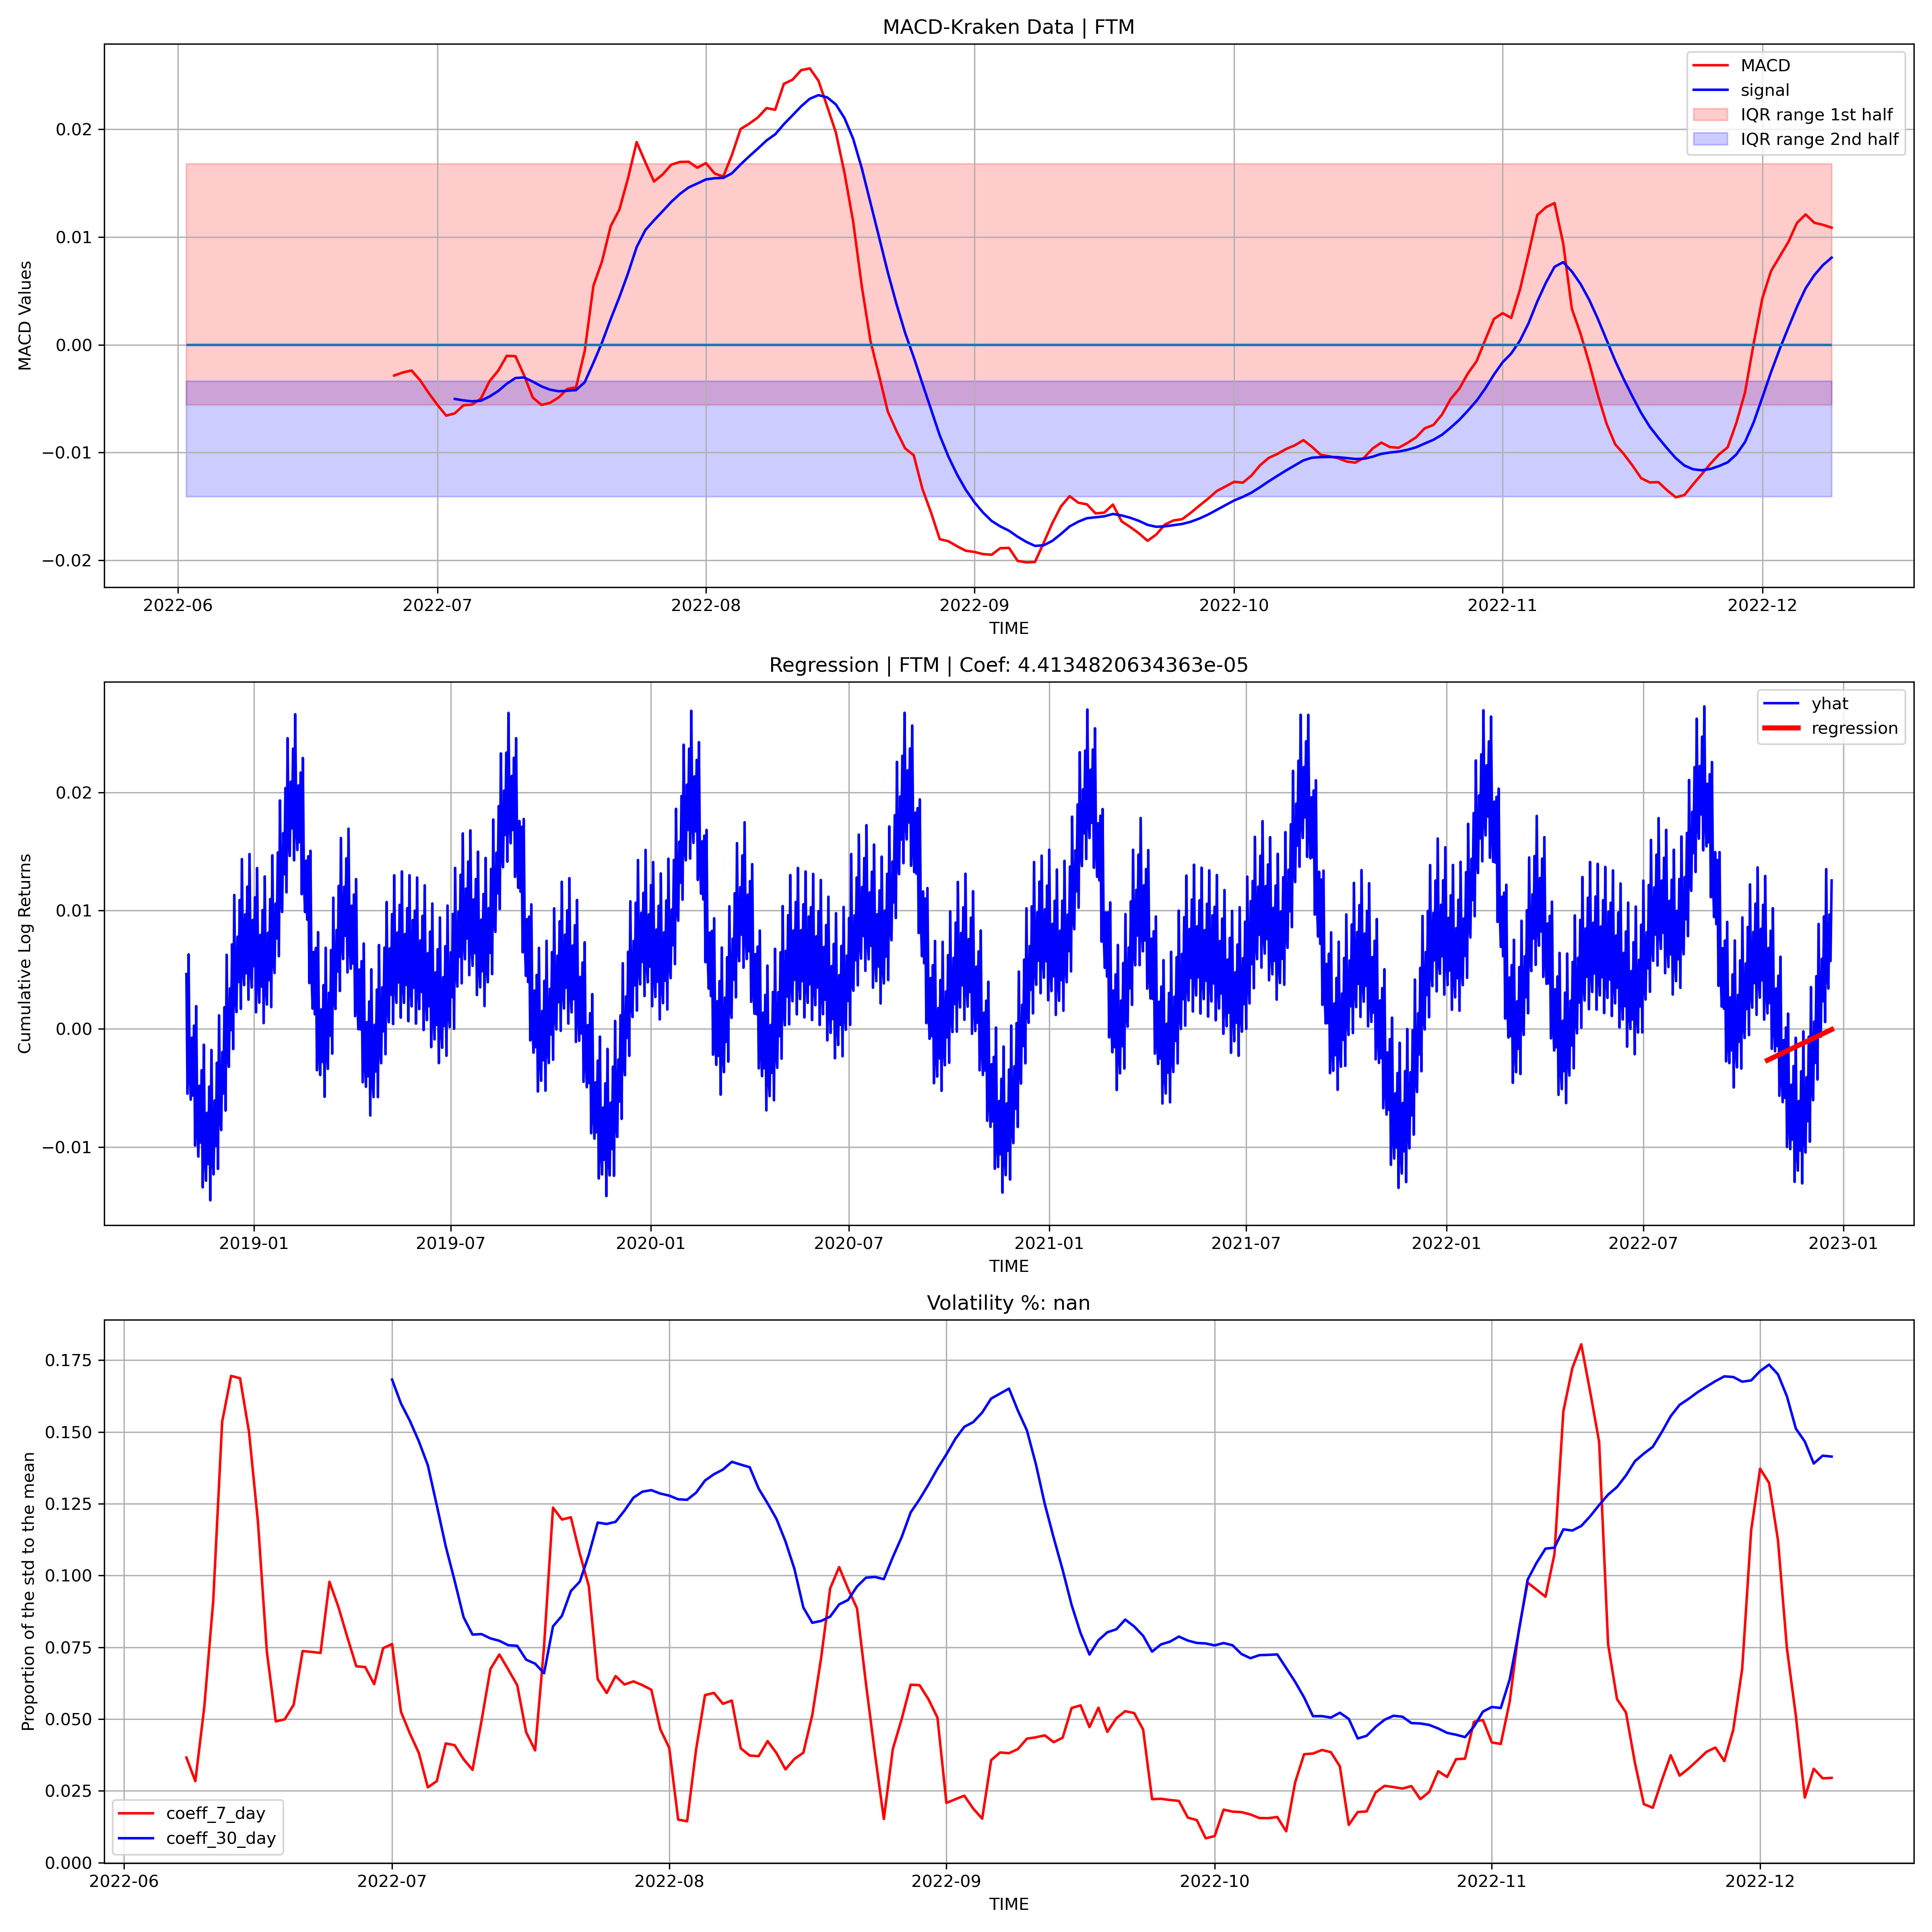 MACD-Kraken Data | FTM
MACD
signal
IQR range 1st half
IQR range 2nd half
MACD Values
0.02
0.01
0.00
−0.01
−0.02
2022-06 2022-07 2022-08 2022-09 2022-10 2022-11 2022-12
TIME
Regression | FTM | Coef: 4.4134820634363e-05
yhat
regression
Cumulative Log Returns
0.02
0.01
0.00
−0.01
2019-01 2019-07 2020-01 2020-07 2021-01 2021-07 2022-01 2022-07 2023-01
TIME
Volatility %: nan
Proportion of the std to the mean
0.175
0.150
0.125
0.100
0.075
0.050
0.025
0.000
coeff_7_day
coeff_30_day
2022-06 2022-07 2022-08 2022-09 2022-10 2022-11 2022-12
TIME